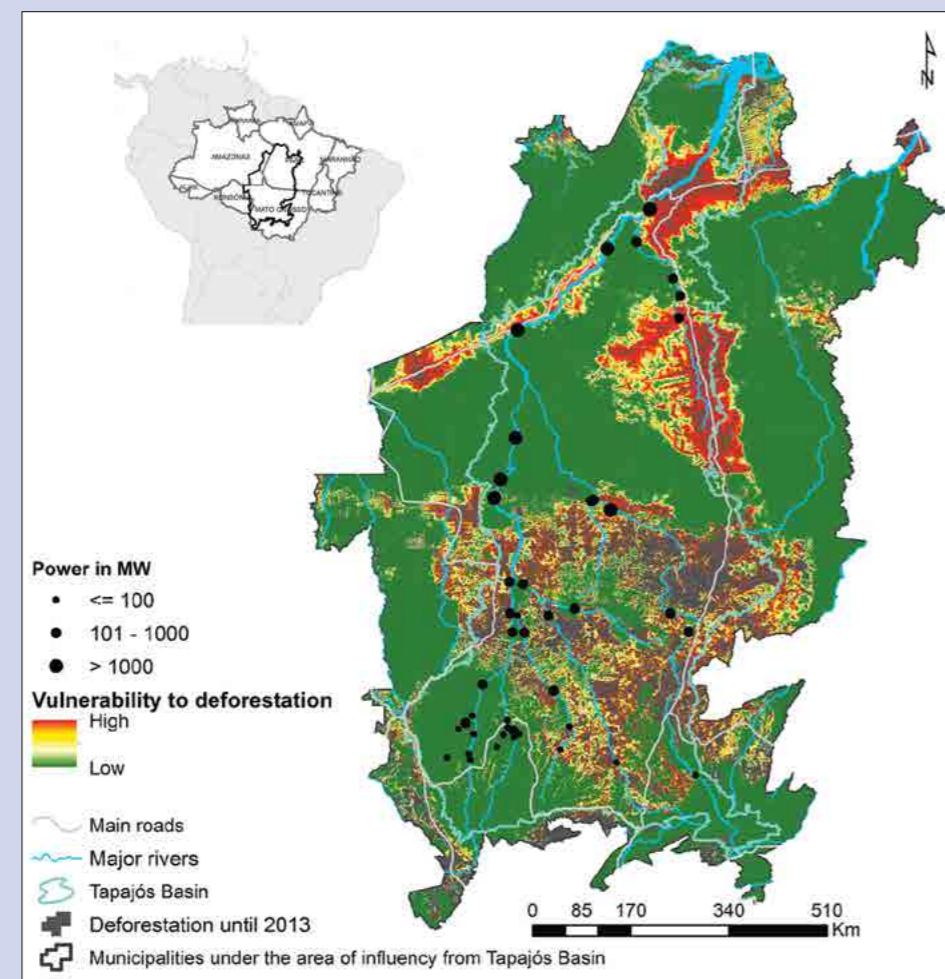 N
AMAZONAS
MARANHÃO
TOCANTINS
RONDÔNIA
MATO GROSSO
Power in MW
<= 100
101 - 1000
> 1000
Vulnerability to deforestation
High
Low
Main roads
Major rivers
Tapajós Basin
Deforestation until 2013
Municipalities under the area of influency from Tapajós Basin
0 85 170 340 510
Km